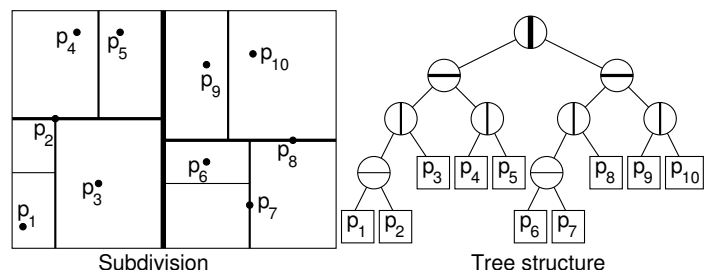 p4 p5
p9 p10
p2
p8
p6
p3
p7
p1
Subdivision
p3 p4 p5 p8 p9 p10
p1 p2 p6 p7
Tree structure